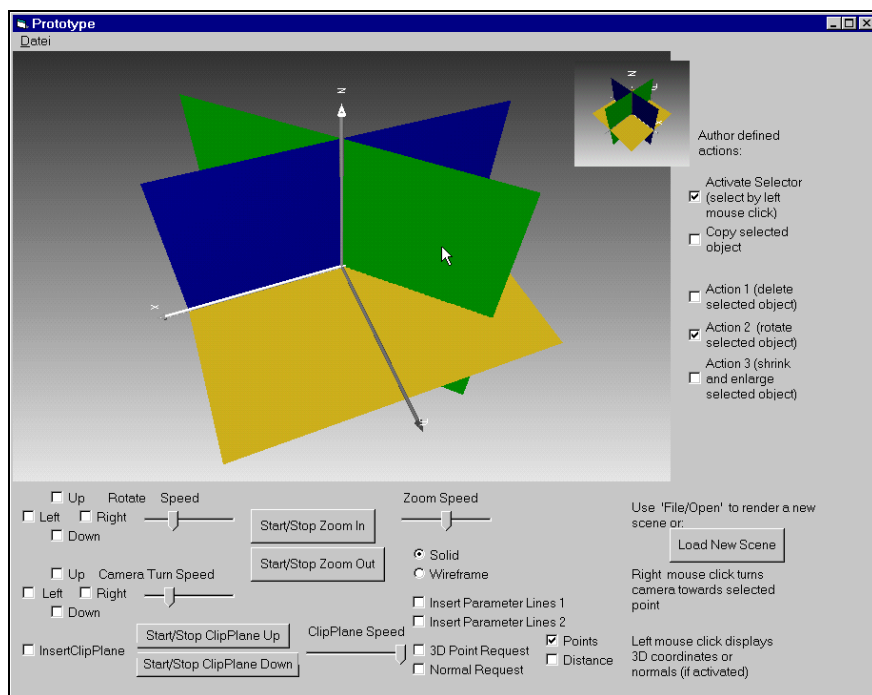 Prototype
Datei
Z
X
Author defined
actions:
Activate Selector
(select by left
mouse click)
Copy selected
object
Action 1 (delete
selected object)
Action 2 (rotate
selected object)
Action 3 (shrink
and enlarge
selected object)
Up Rotate Speed
Left Right
Down
Start/Stop Zoom In
Start/Stop Zoom Out
Zoom Speed
Solid
Wireframe
Use 'File/Open' to render a new
scene or:
Load New Scene
Right mouse click turns
camera towards selected
point
Up Camera Turn Speed
Left Right
Down
Insert Parameter Lines 1
Insert Parameter Lines 2
InsertClipPlane
Start/Stop ClipPlane Up
Start/Stop ClipPlane Down
ClipPlane Speed
3D Point Request
Normal Request
Points
Distance
Left mouse click displays
3D coordinates or
normals (if activated)